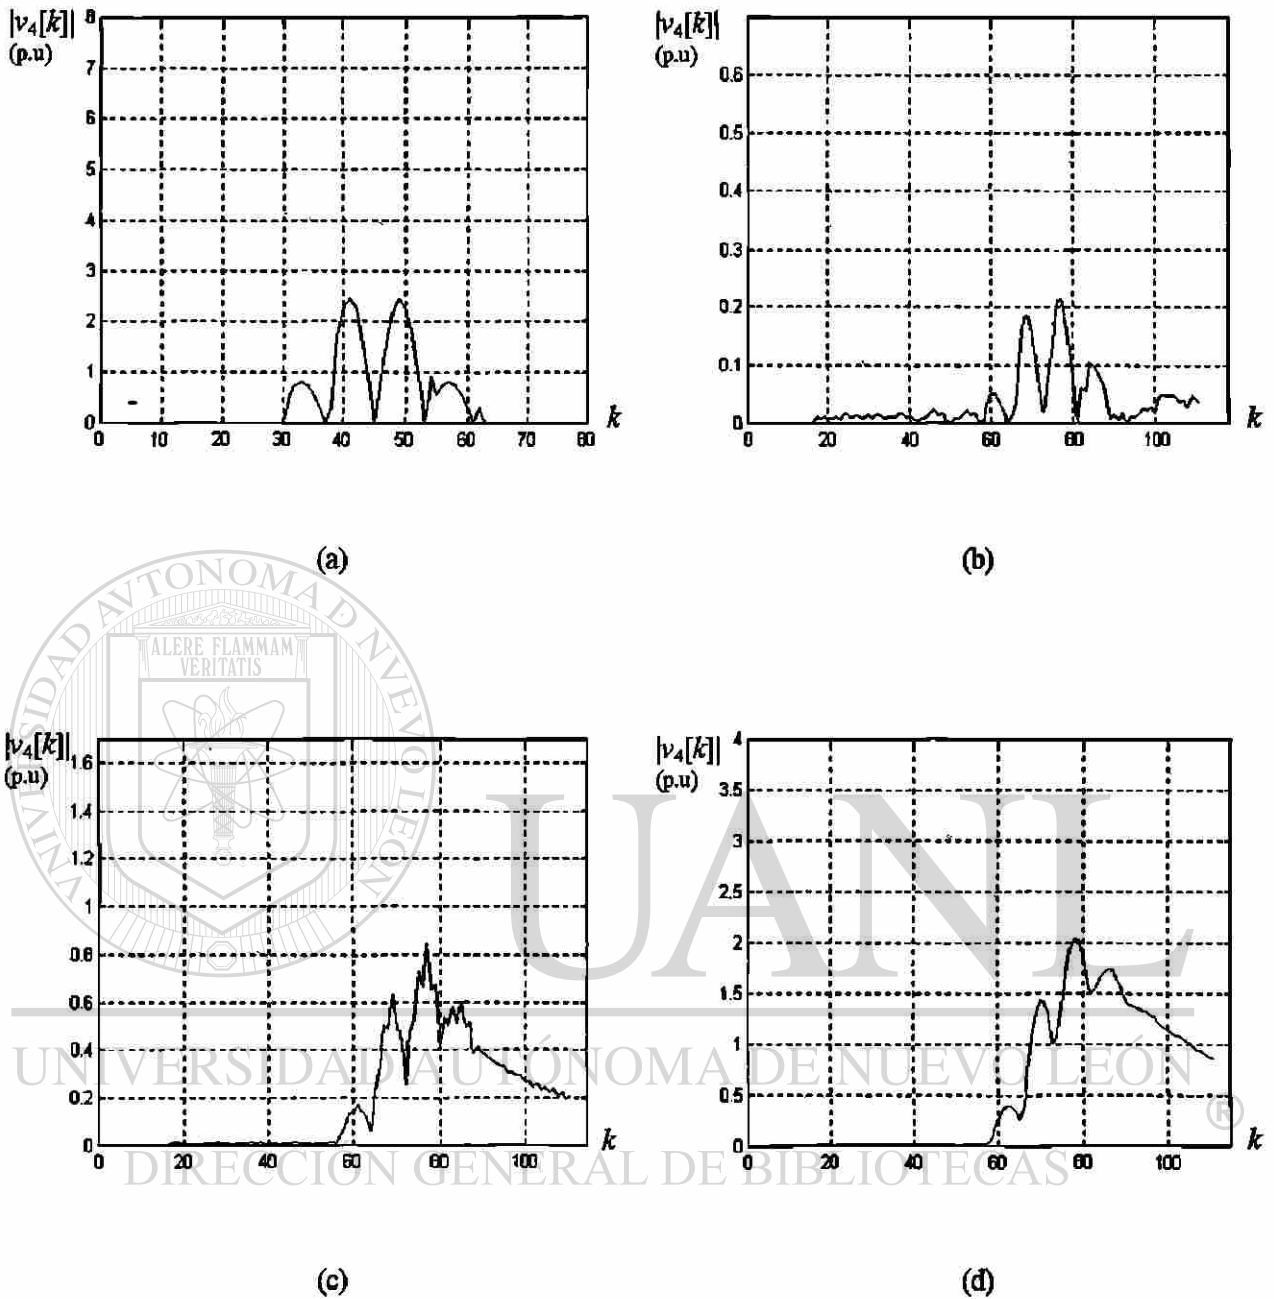 |v₄[k]|
(p.u)
8
7
6
5
4
3
2
1
0
0 10 20 30 40 50 60 70 80
k
(a)
|v₄[k]|
(p.u)
0.6
0.5
0.4
0.3
0.2
0.1
0
0 20 40 60 80 100
k
(b)
UNIVERSIDAD AVTONOMA D NVEVO LEON
ALERE FLAMMAM
VERITATIS
|v₄[k]|
(p.u)
1.6
1.4
1.2
1
0.8
0.6
0.4
0.2
0
0 20 40 60 80 100
k
(c)
|v₄[k]|
(p.u)
4
3.5
3
2.5
2
1.5
1
0.5
0
0 20 40 60 80 100
k
(d)
UANL
UNIVERSIDAD AUTÓNOMA DE NUEVO LEÓN
®
DIRECCIÓN GENERAL DE BIBLIOTECAS